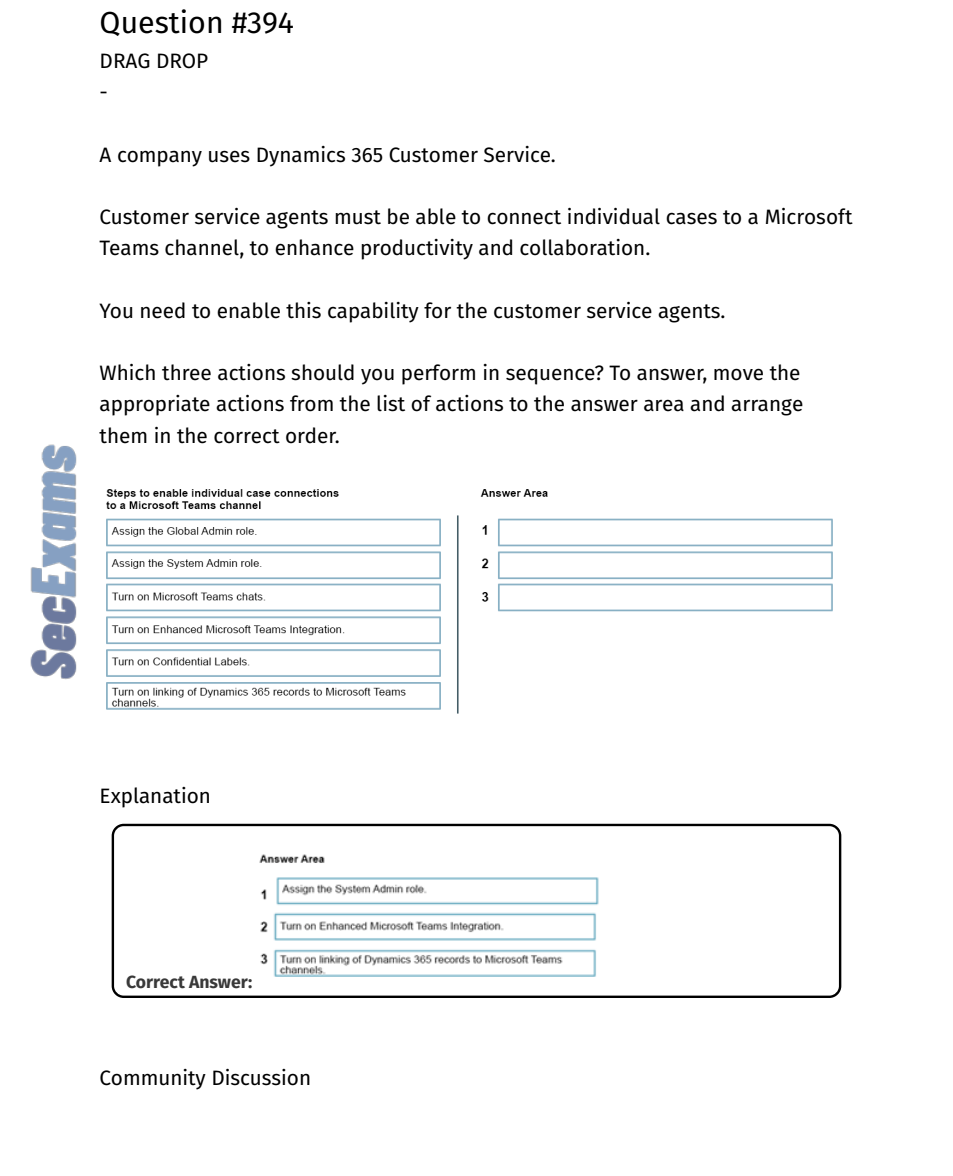 Question #394
DRAG DROP
-
A company uses Dynamics 365 Customer Service.
Customer service agents must be able to connect individual cases to a Microsoft
Teams channel, to enhance productivity and collaboration.
You need to enable this capability for the customer service agents.
Which three actions should you perform in sequence? To answer, move the
appropriate actions from the list of actions to the answer area and arrange
them in the correct order.
SecExams
Steps to enable individual case connections
to a Microsoft Teams channel
Assign the Global Admin role.
Assign the System Admin role.
Turn on Microsoft Teams chats.
Turn on Enhanced Microsoft Teams Integration.
Turn on Confidential Labels.
Turn on linking of Dynamics 365 records to Microsoft Teams
channels.
Answer Area
1
2
3
Explanation
Answer Area
1 Assign the System Admin role.
2 Turn on Enhanced Microsoft Teams Integration.
3 Turn on linking of Dynamics 365 records to Microsoft Teams
channels.
Correct Answer:
Community Discussion